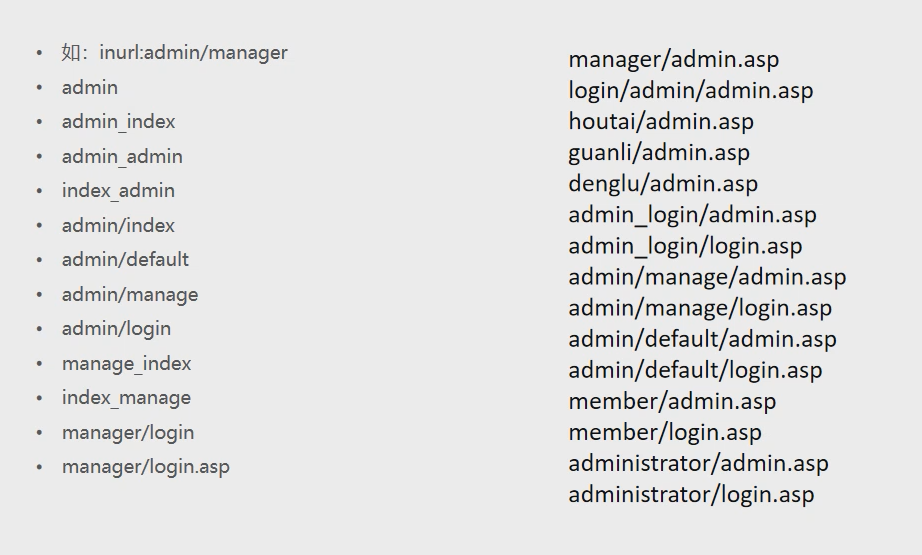 • 如：inurl:admin/manager
• admin
• admin_index
• admin_admin
• index_admin
• admin/index
• admin/default
• admin/manage
• admin/login
• manage_index
• index_manage
• manager/login
• manager/login.asp
manager/admin.asp
login/admin/admin.asp
houtai/admin.asp
guanli/admin.asp
denglu/admin.asp
admin_login/admin.asp
admin_login/login.asp
admin/manage/admin.asp
admin/manage/login.asp
admin/default/admin.asp
admin/default/login.asp
member/admin.asp
member/login.asp
administrator/admin.asp
administrator/login.asp